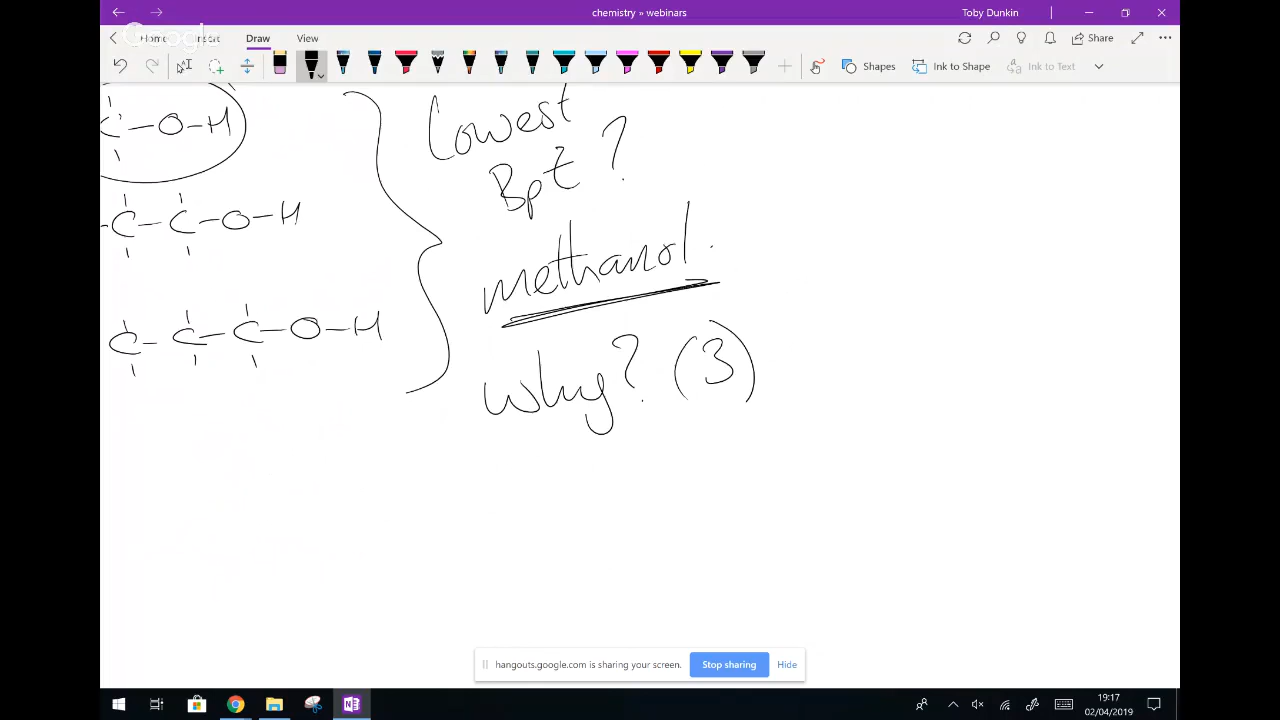 chemistry » webinars
Toby Dunkin
Google
Home Insert Draw View
Share
Shapes
Ink to Shape
Ink to Text
C—O—H
Lowest
Bpt?
C—C—O—H
methanol.
C—C—C—O—H
why? (3)
hangouts.google.com is sharing your screen. Stop sharing Hide
19:17
02/04/2019